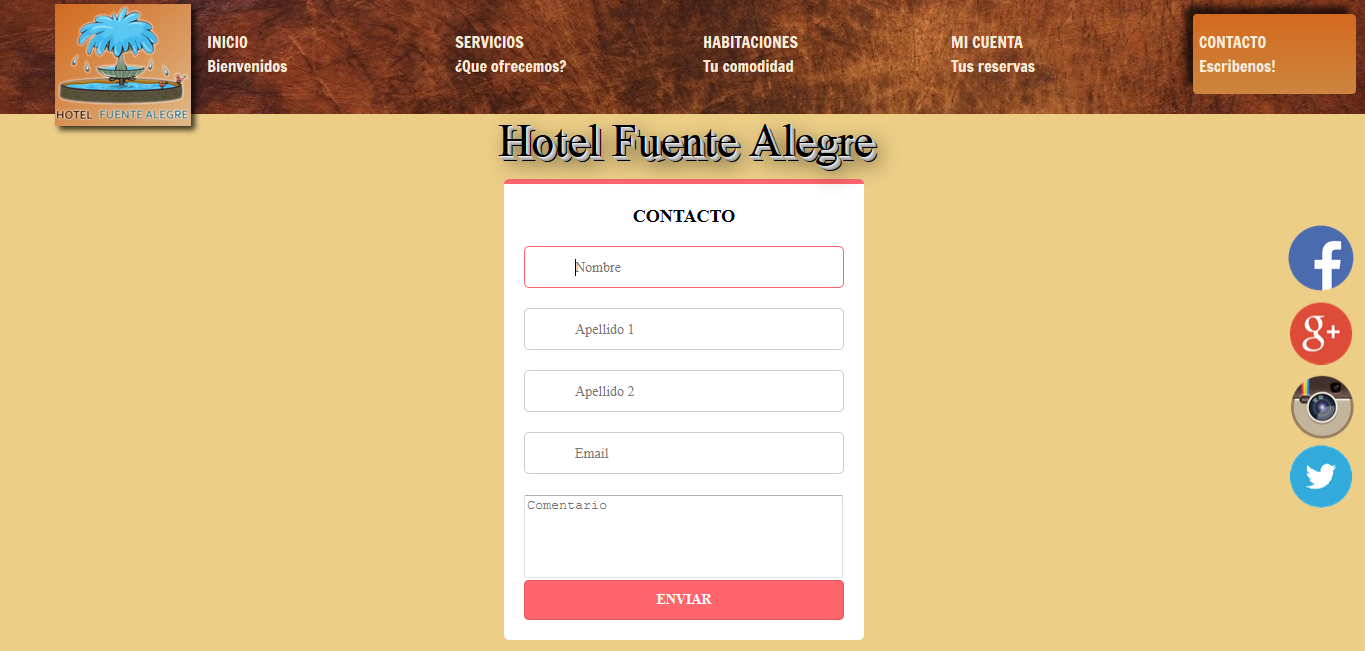 HOTEL FUENTE ALEGRE
INICIO
Bienvenidos
SERVICIOS
¿Que ofrecemos?
HABITACIONES
Tu comodidad
MI CUENTA
Tus reservas
CONTACTO
Escribenos!
Hotel Fuente Alegre
CONTACTO
Nombre
Apellido 1
Apellido 2
Email
Comentario
ENVIAR
f
g+